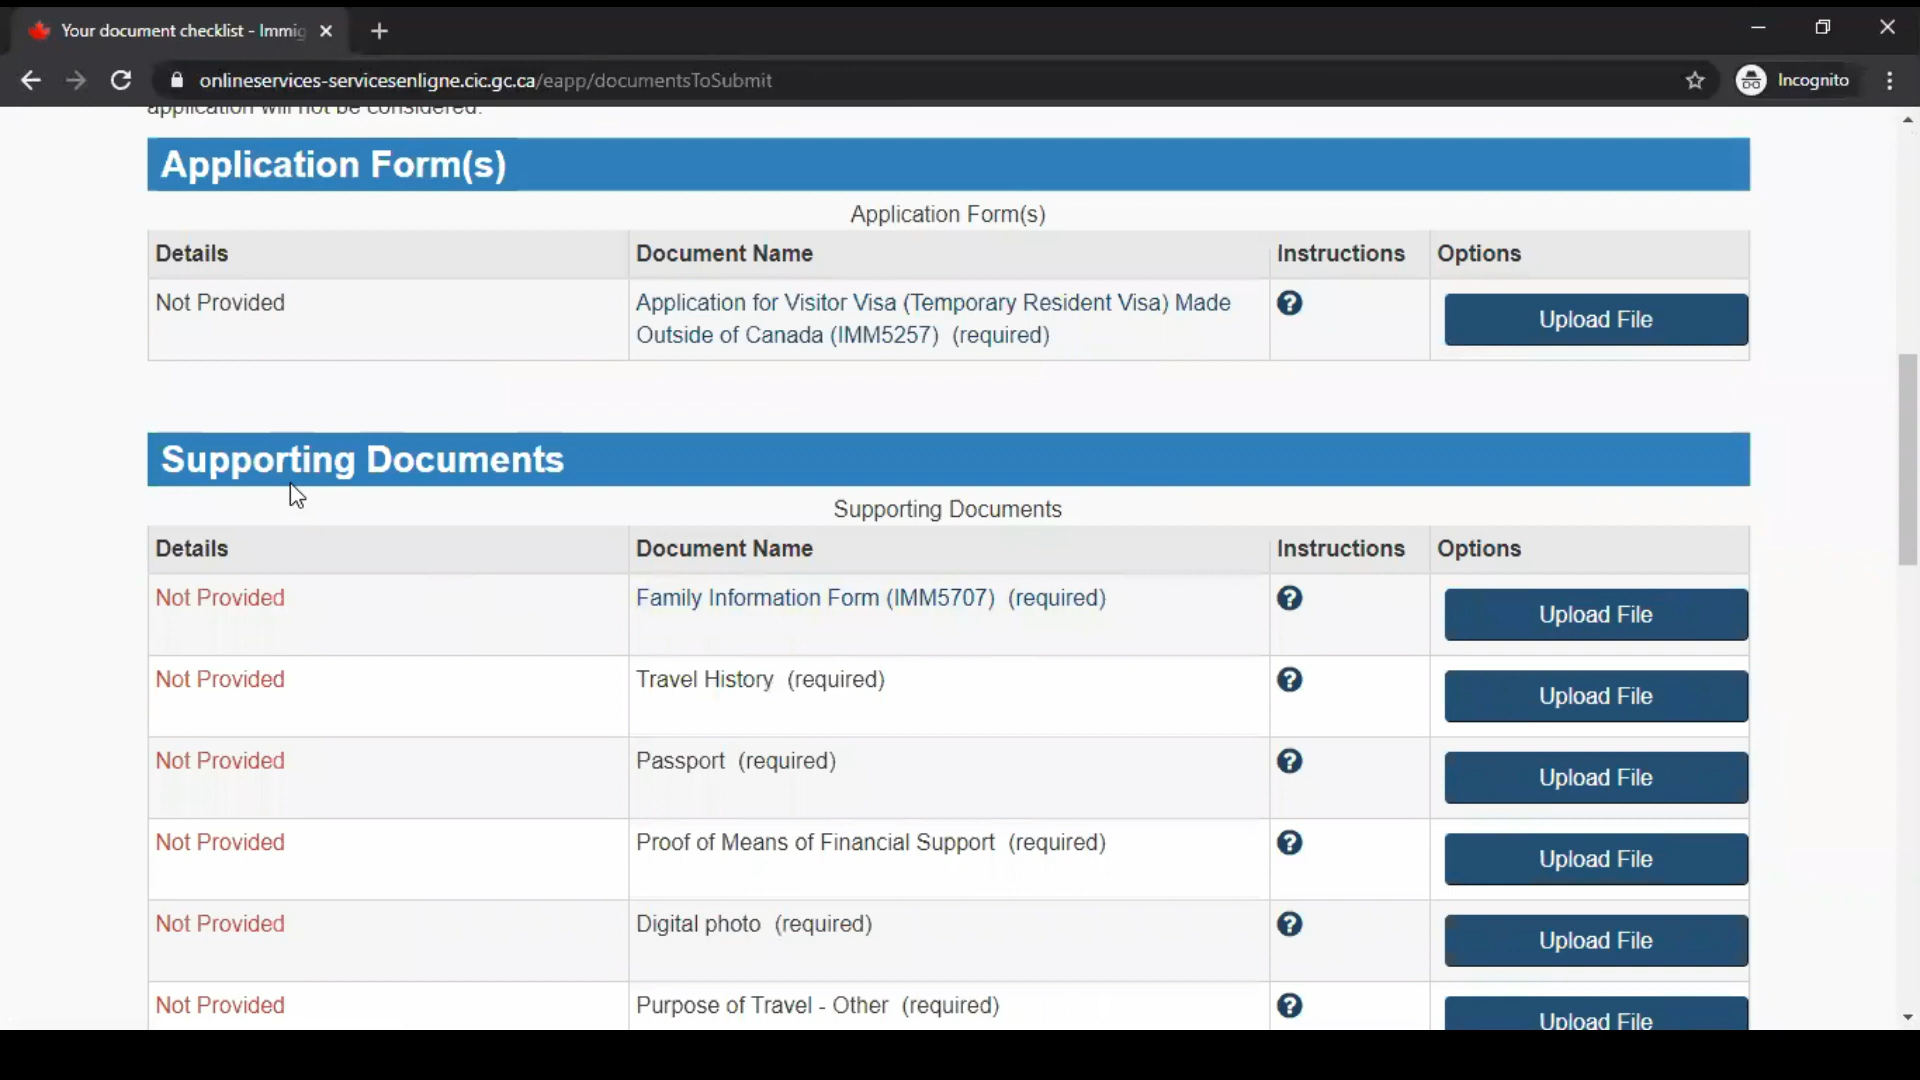 Your document checklist - Immig
onlineservices-servicesenligne.cic.gc.ca/eapp/documentsToSubmit
Incognito
application will not be considered.
Application Form(s)
Application Form(s)
Details Document Name Instructions Options
Not Provided Application for Visitor Visa (Temporary Resident Visa) Made
Outside of Canada (IMM5257) (required)
? Upload File
Supporting Documents
Supporting Documents
Details Document Name Instructions Options
Not Provided Family Information Form (IMM5707) (required) ? Upload File
Not Provided Travel History (required) ? Upload File
Not Provided Passport (required) ? Upload File
Not Provided Proof of Means of Financial Support (required) ? Upload File
Not Provided Digital photo (required) ? Upload File
Not Provided Purpose of Travel - Other (required) ? Upload File